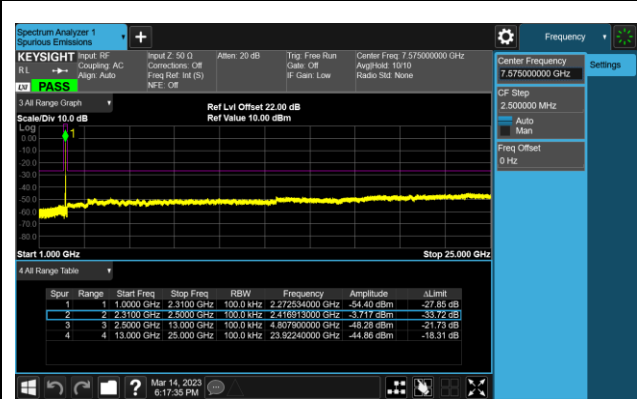 Spectrum Analyzer 1
Spurious Emissions
Frequency
KEYSIGHT Input: RF Input Z: 50 Ω Atten: 20 dB Trig: Free Run Center Freq: 7.575000000 GHz
Coupling: AC Corrections: Off Gate: Off Avg|Hold: 10/10
RL Align: Auto Freq Ref: Int (S) IF Gain: Low Radio Std: None
NFE: Off
LXI PASS
Center Frequency
7.575000000 GHz
Settings
CF Step
2.500000 MHz
Auto
Man
Freq Offset
0 Hz
3 All Range Graph
Ref Lvl Offset 22.00 dB
Scale/Div 10.0 dB Ref Value 10.00 dBm
Log
1
0.00
-10.0
-20.0
-30.0
-40.0
-50.0
-60.0
-70.0
-80.0
Start 1.000 GHz Stop 25.000 GHz
4 All Range Table
Spur Range Start Freq Stop Freq RBW Frequency Amplitude ΔLimit
1 1 1.0000 GHz 2.3100 GHz 100.0 kHz 2.272534000 GHz -54.40 dBm -27.85 dB
2 2 2.3100 GHz 2.5000 GHz 100.0 kHz 2.416913000 GHz -3.717 dBm -33.72 dB
3 3 2.5000 GHz 13.000 GHz 100.0 kHz 4.807900000 GHz -48.28 dBm -21.73 dB
4 4 13.000 GHz 25.000 GHz 100.0 kHz 23.92240000 GHz -44.86 dBm -18.31 dB
Mar 14, 2023
6:17:35 PM